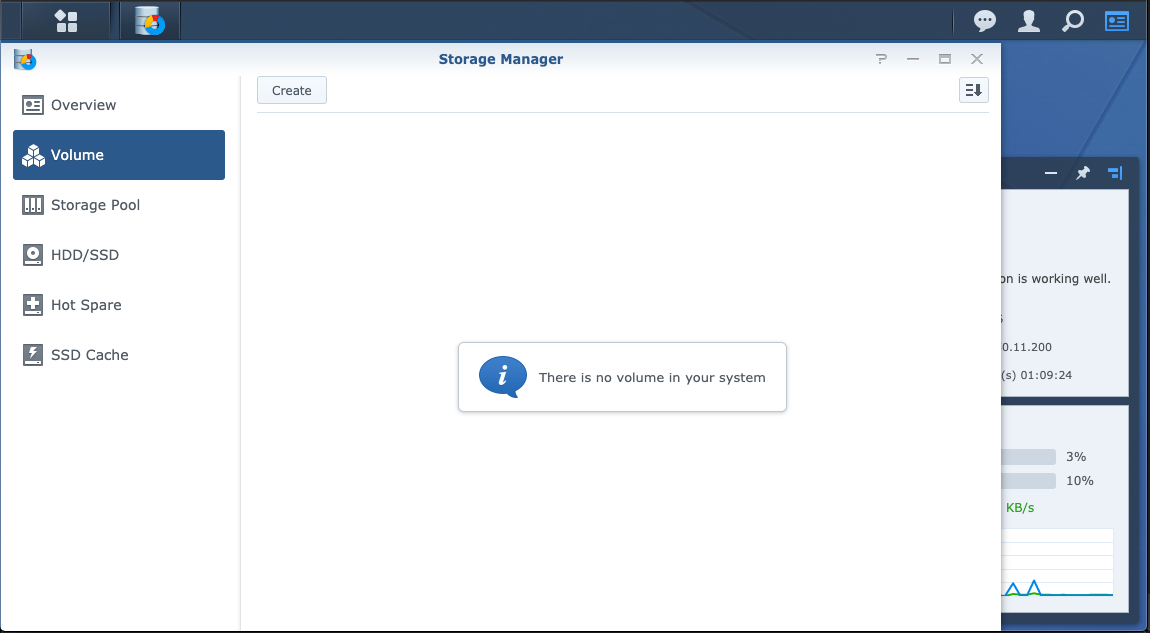 Storage Manager
Create
Overview
Volume
Storage Pool
HDD/SSD
Hot Spare
SSD Cache
There is no volume in your system
on is working well.
0.11.200
(s) 01:09:24
3%
10%
KB/s